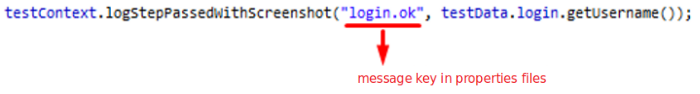 testContext.logStepPassedWithScreenshot("login.ok", testData.login.getUsername());
message key in properties files